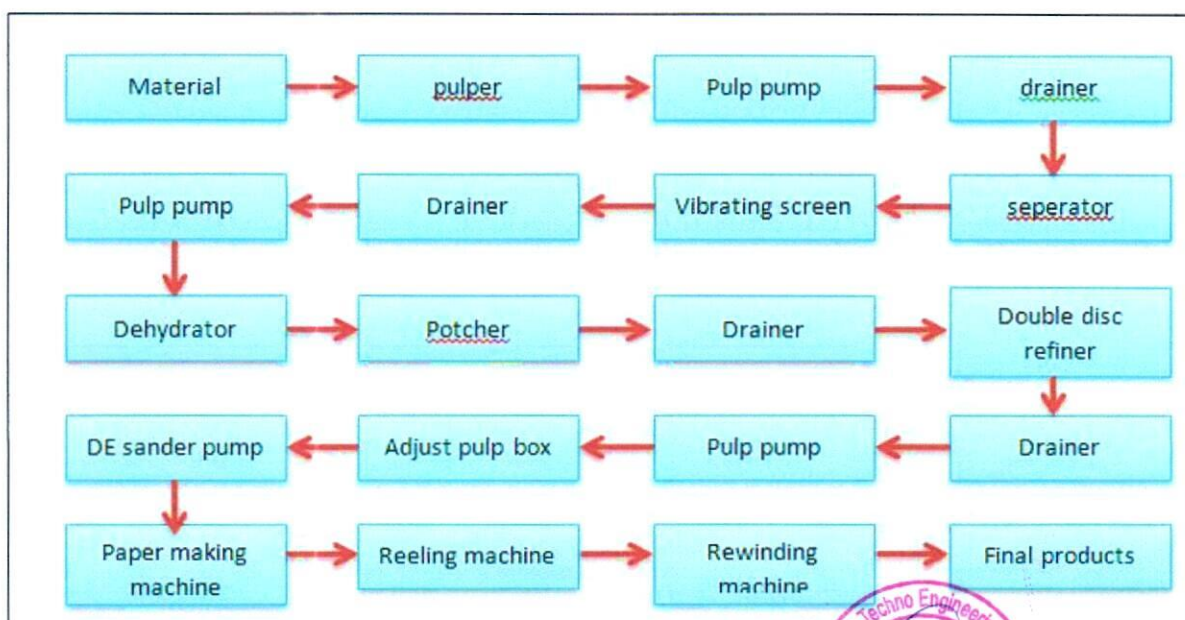 Material
pulper
Pulp pump
drainer
seperator
Vibrating screen
Drainer
Pulp pump
Dehydrator
Potcher
Drainer
Double disc
refiner
Drainer
Pulp pump
Adjust pulp box
DE sander pump
Paper making
machine
Reeling machine
Rewinding
machine
Final products
Techno